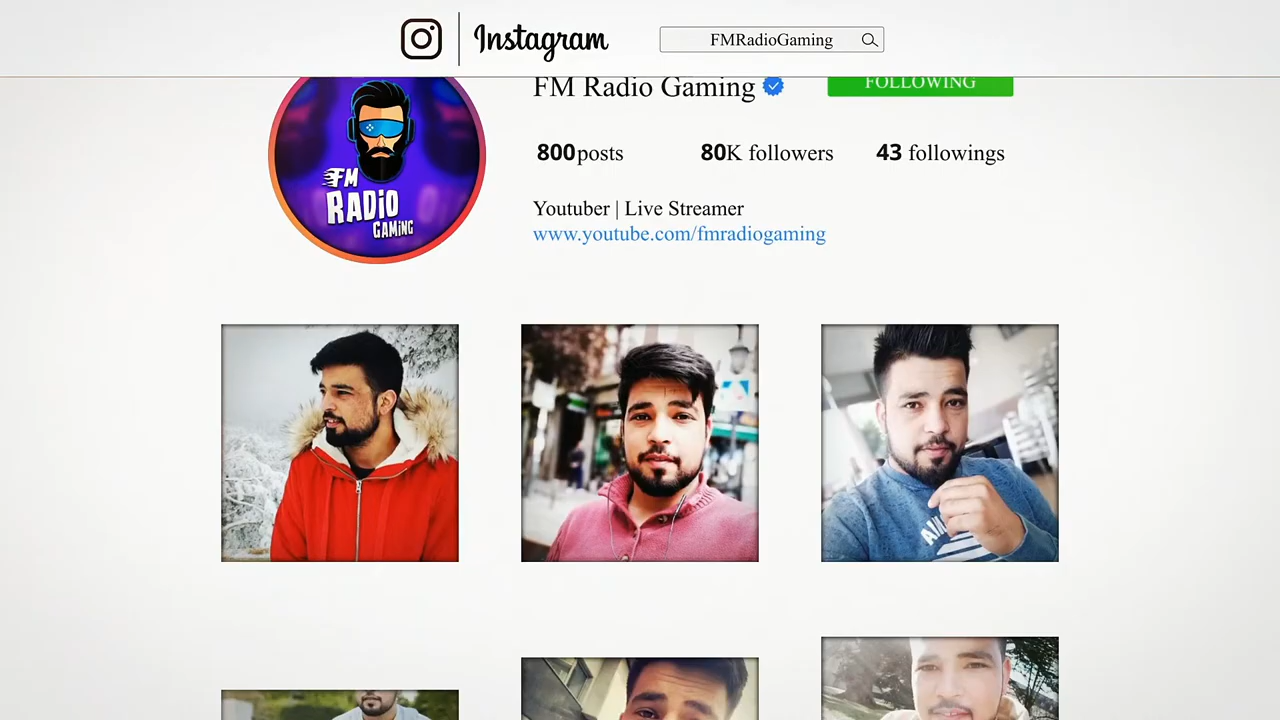 Instagram
FMRadioGaming
FM Radio Gaming
FOLLOWING
800posts
80K followers
43 followings
Youtuber | Live Streamer
www.youtube.com/fmradiogaming
FM
RADIO
GAMING